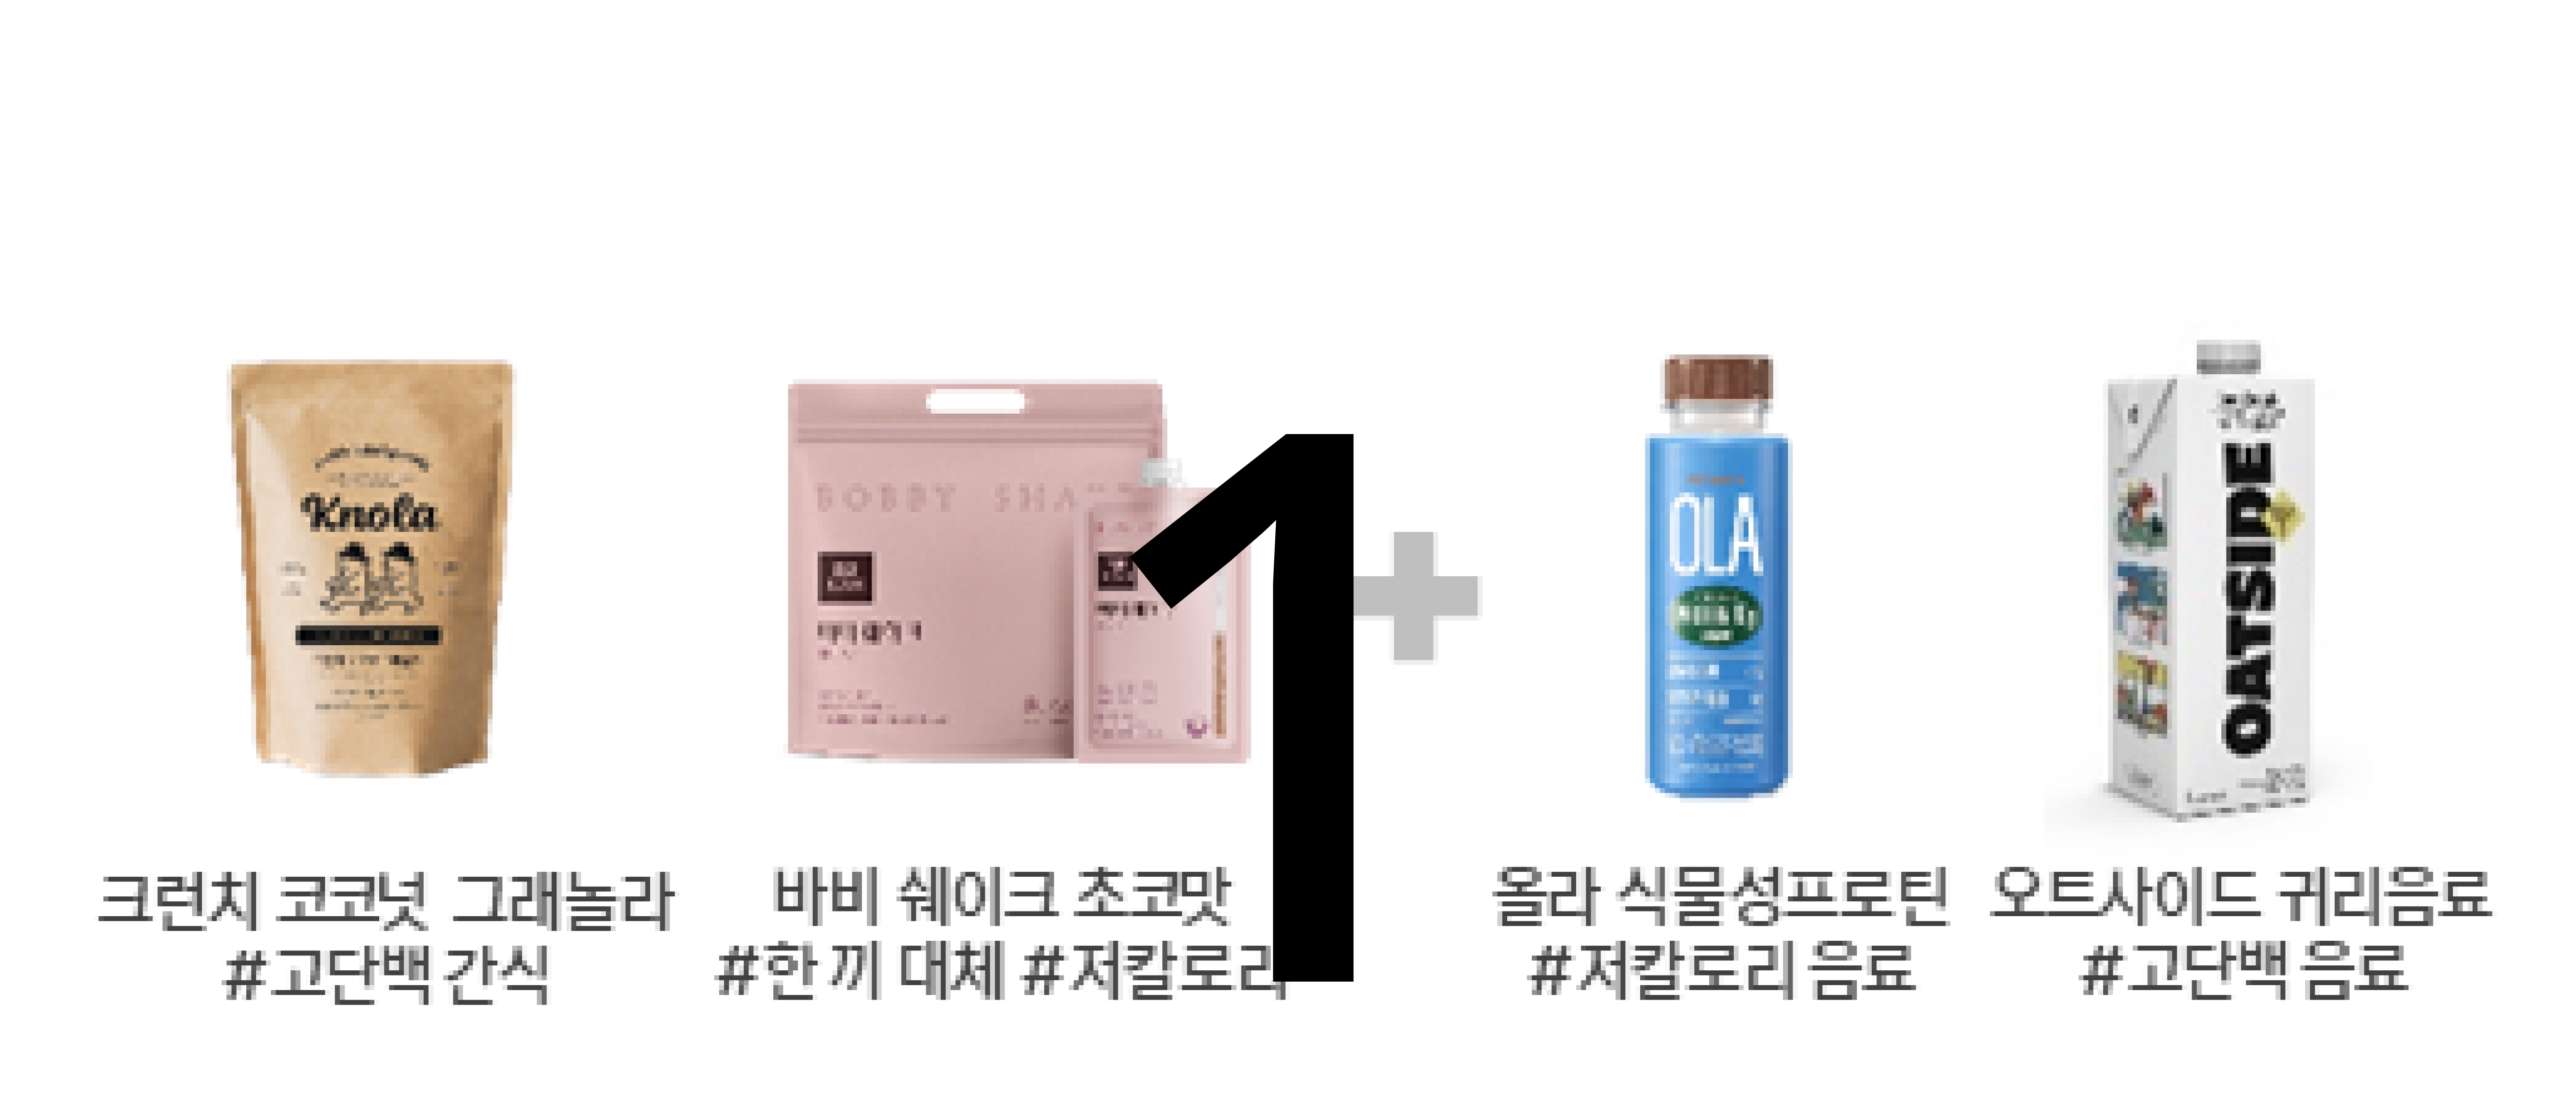 Knola
BOBBY SHA
1
+
OLA
OATSIDE
크런치 코코넛 그래놀라
#고단백 간식
바비 쉐이크 초코맛
#한 끼 대체 #저칼로리
올라 식물성프로틴
#저칼로리 음료
오트사이드 귀리음료
#고단백 음료